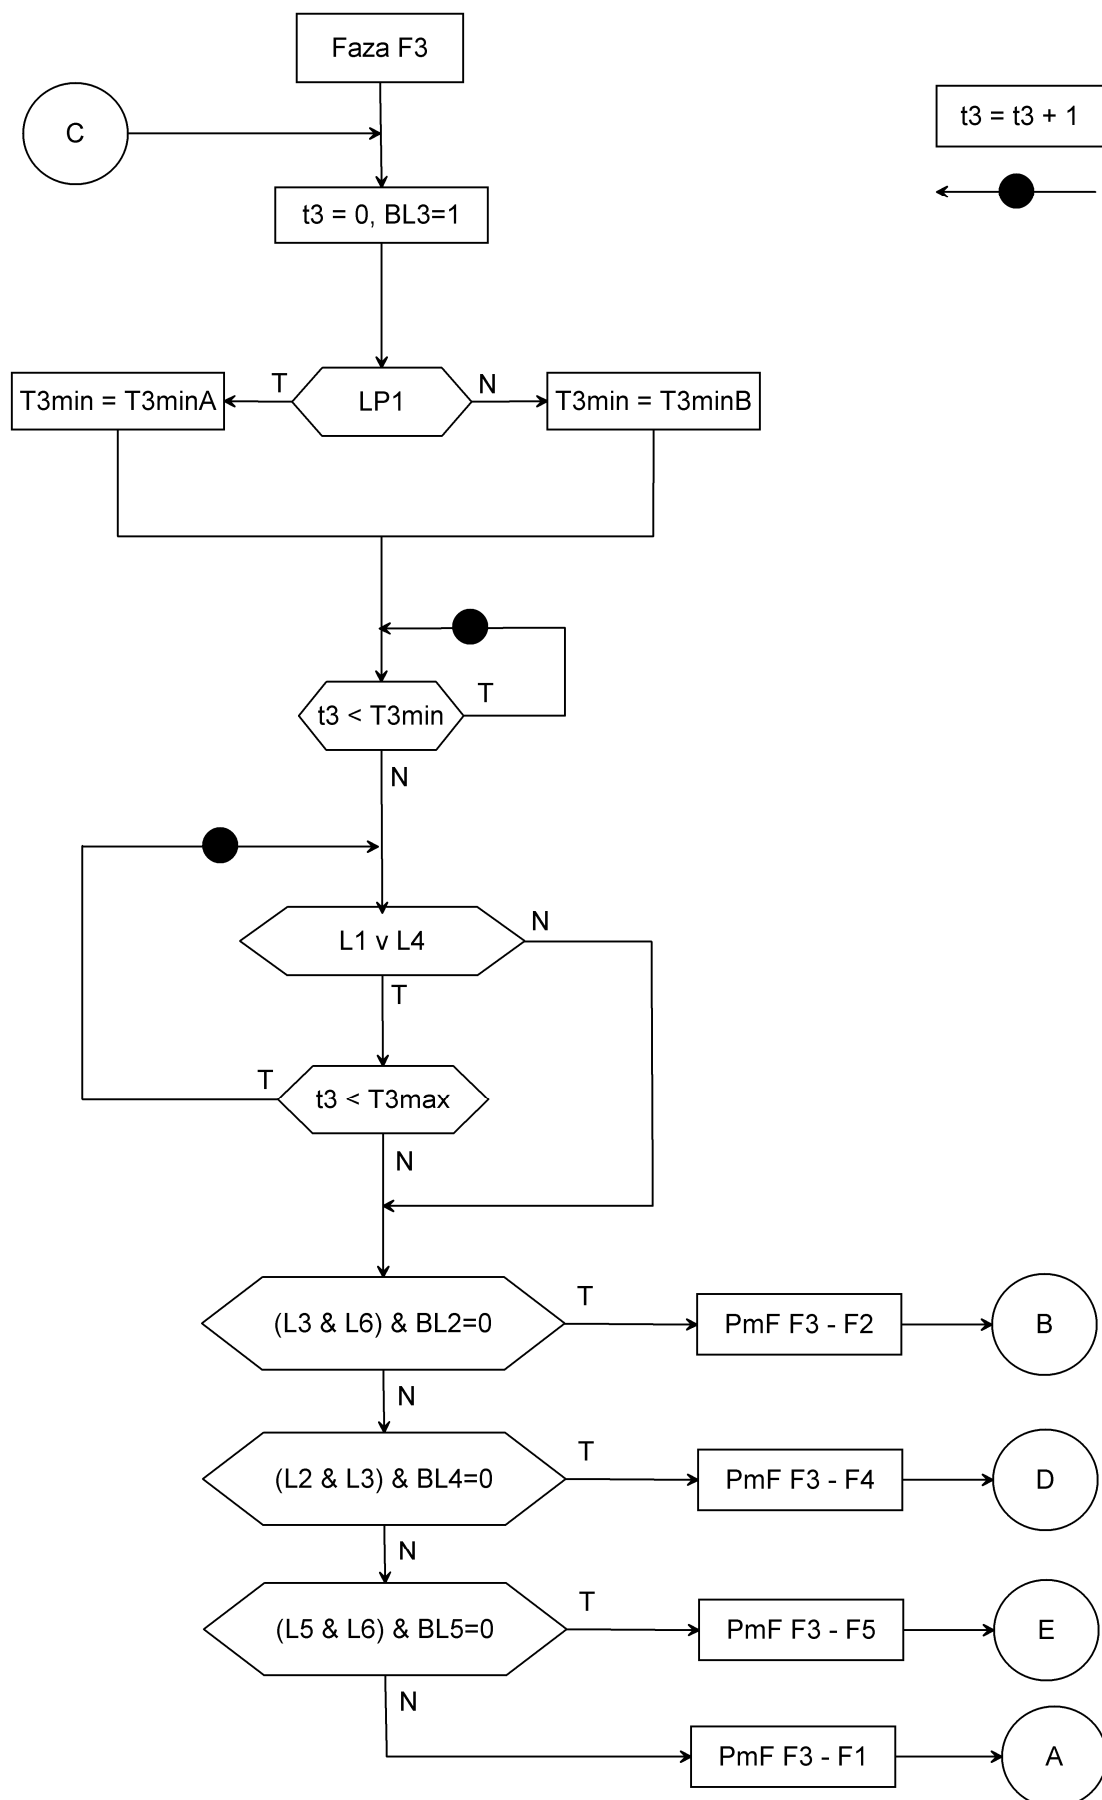 Faza F3
C
t3 = t3 + 1
t3 = 0, BL3=1
T3min = T3minA
T
LP1
N
T3min = T3minB
t3 < T3min
T
N
L1 v L4
N
T
T
t3 < T3max
N
(L3 & L6) & BL2=0
T
PmF F3 - F2
B
N
(L2 & L3) & BL4=0
T
PmF F3 - F4
D
N
(L5 & L6) & BL5=0
T
PmF F3 - F5
E
N
PmF F3 - F1
A